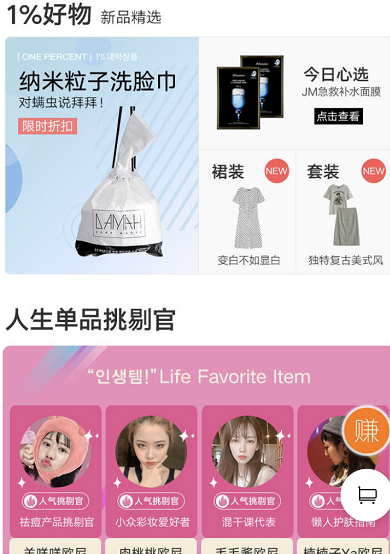 1%好物 新品精选
[ ONE PERCENT ] 1%대박상품
纳米粒子洗脸巾
对螨虫说拜拜！
限时折扣
DAMAH
今日心选
JM急救补水面膜
点击查看
裙装
NEW
变白不如显白
套装
NEW
独特复古美式风
人生单品挑剔官
“인생템!” Life Favorite Item
赚
人气挑剔官
祛痘产品挑剔官
人气挑剔官
小众彩妆爱好者
人气挑剔官
混干课代表
人气挑剔官
懒人护肤指南